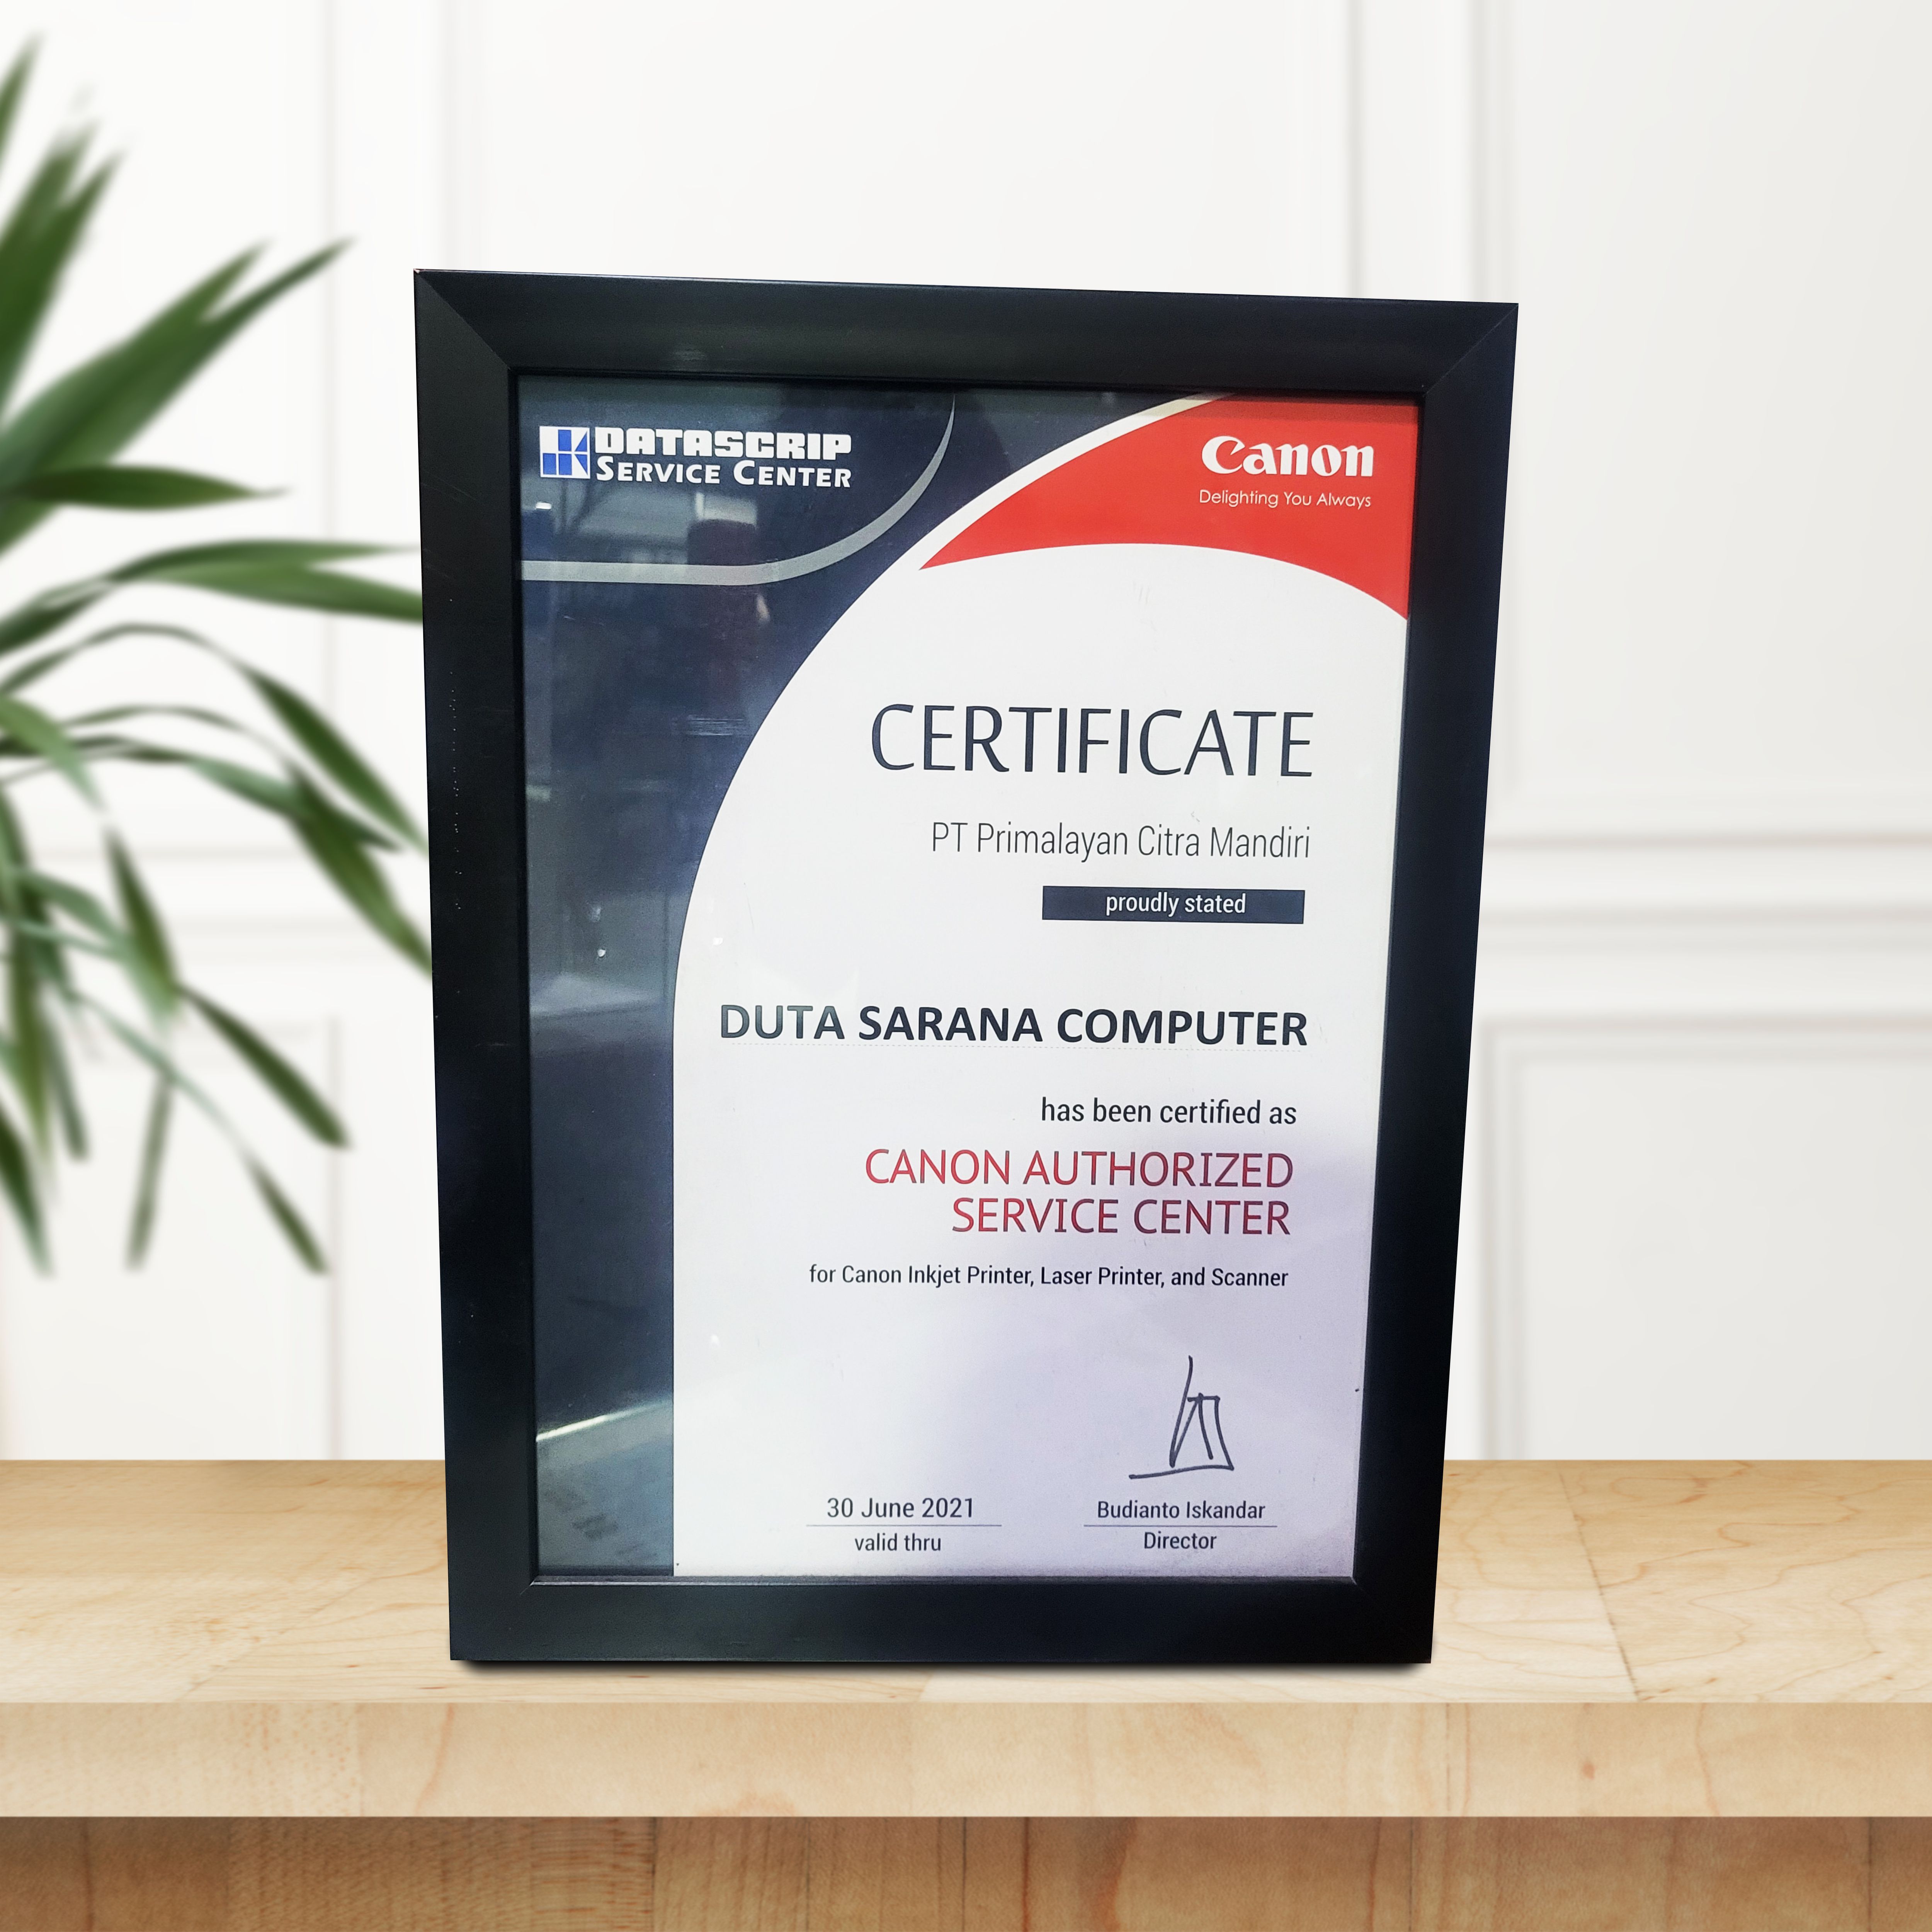 DATASCRIP
SERVICE CENTER
Canon
Delighting You Always
CERTIFICATE
PT Primalayan Citra Mandiri
proudly stated
DUTA SARANA COMPUTER
has been certified as
CANON AUTHORIZED
SERVICE CENTER
for Canon Inkjet Printer, Laser Printer, and Scanner
30 June 2021
valid thru
Budianto Iskandar
Director